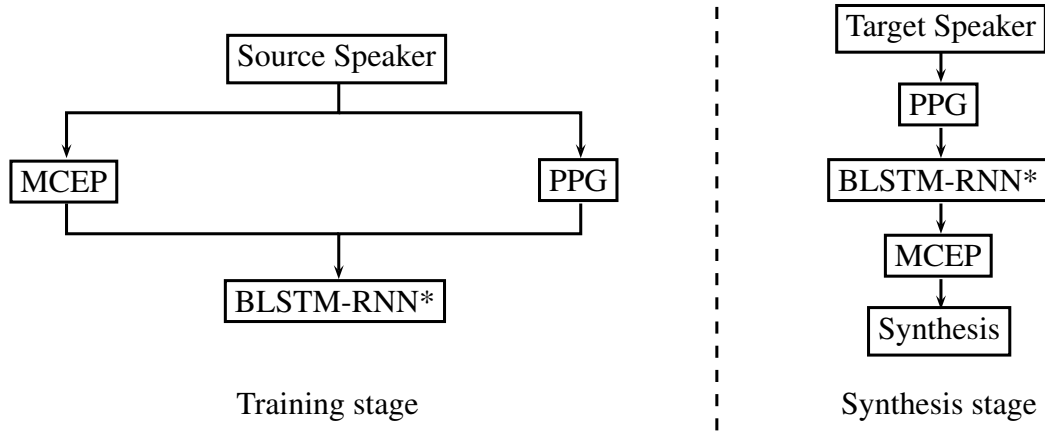 Source Speaker
MCEP
PPG
BLSTM-RNN*
Training stage
Target Speaker
PPG
BLSTM-RNN*
MCEP
Synthesis
Synthesis stage